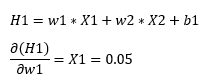 H1 = w1 * X1 + w2 * X2 + b1
∂(H1)/∂w1 = X1 = 0.05